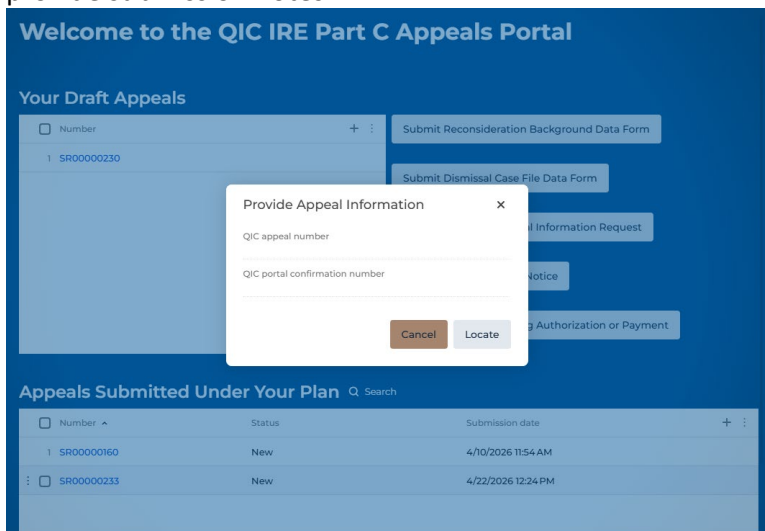 Welcome to the QIC IRE Part C Appeals Portal
Your Draft Appeals
Number
1 SR00000230
Submit Reconsideration Background Data Form
Submit Dismissal Case File Data Form
Information Request
Notice
Authorization or Payment
Provide Appeal Information
QIC appeal number
QIC portal confirmation number
Cancel Locate
Appeals Submitted Under Your Plan Search
Number Status Submission date
1 SR00000160 New 4/10/2026 11:54 AM
SR00000233 New 4/22/2026 12:24 PM